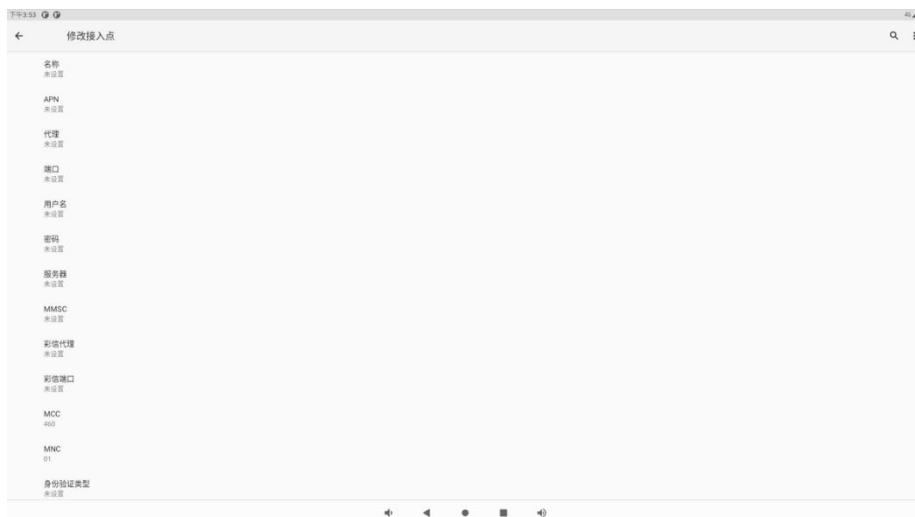 下午3:53 4G
修改接入点
名称
未设置
APN
未设置
代理
未设置
端口
未设置
用户名
未设置
密码
未设置
服务器
未设置
MMSC
未设置
彩信代理
未设置
彩信端口
未设置
MCC
460
MNC
01
身份验证类型
未设置